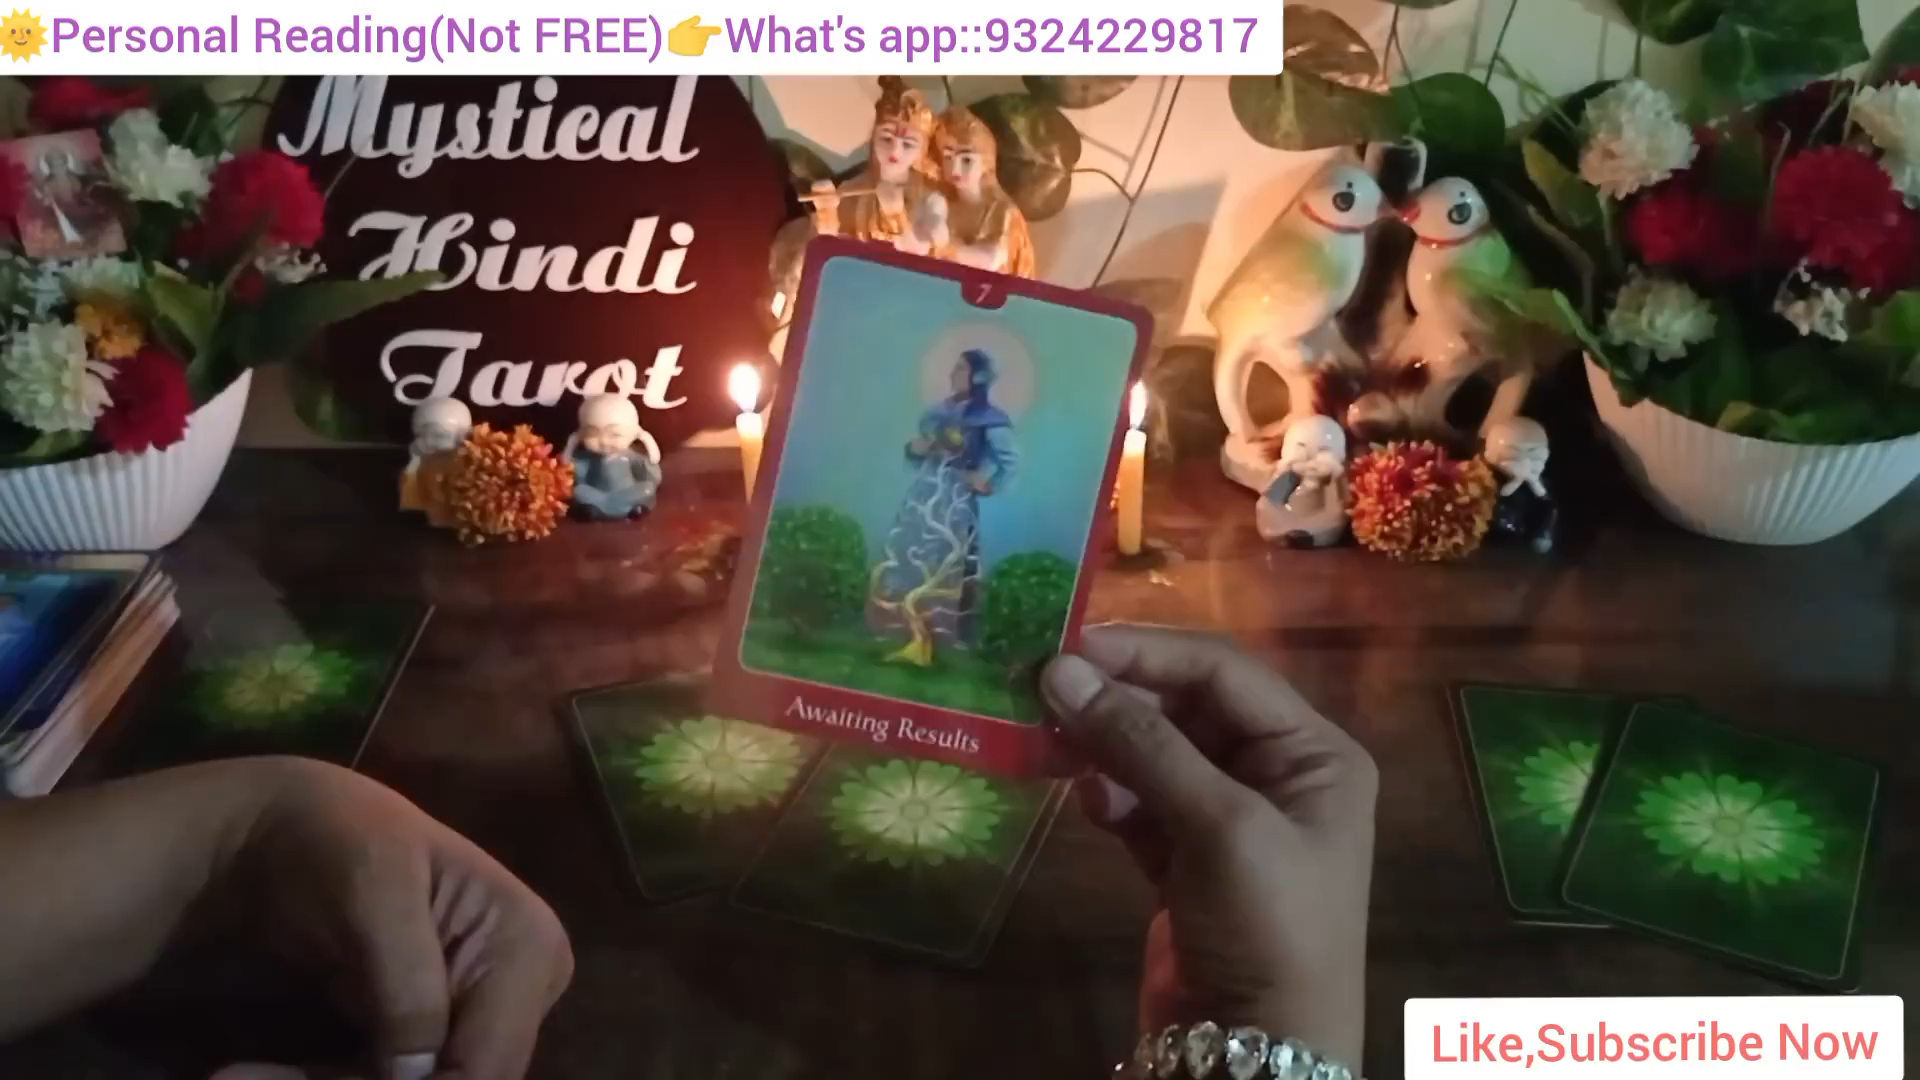 🌞Personal Reading(Not FREE)👉What's app::9324229817
Mystical
Hindi
Tarot
7
Awaiting Results
Like,Subscribe Now